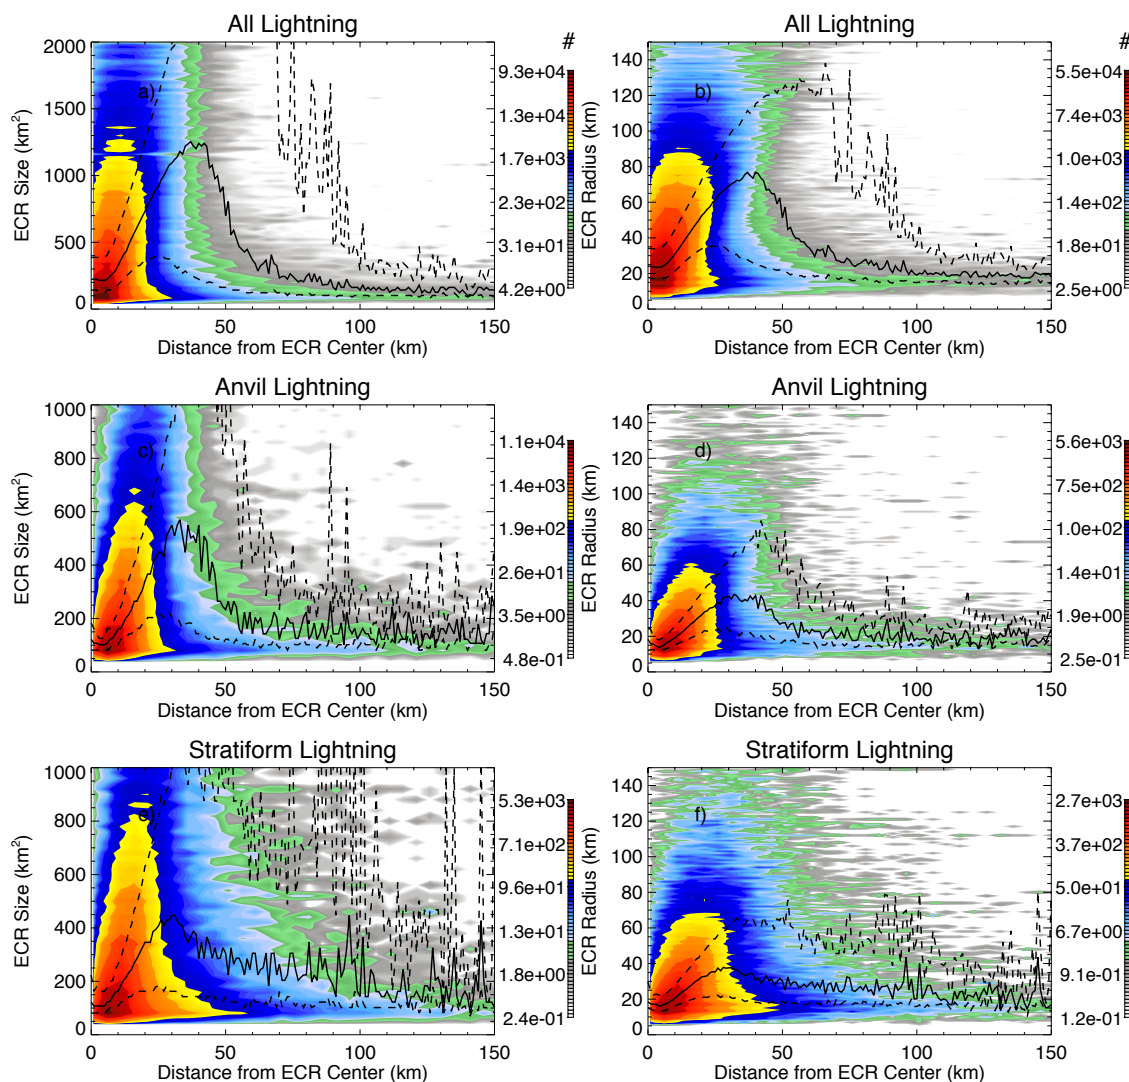 All Lightning
#
2000
1500
1000
500
0
ECR Size (km²)
a)
0 50 100 150
Distance from ECR Center (km)
9.3e+04
1.3e+04
1.7e+03
2.3e+02
3.1e+01
4.2e+00
All Lightning
#
140
120
100
80
60
40
20
0
ECR Radius (km)
b)
0 50 100 150
Distance from ECR Center (km)
5.5e+04
7.4e+03
1.0e+03
1.4e+02
1.8e+01
2.5e+00
Anvil Lightning
1000
800
600
400
200
0
ECR Size (km²)
c)
0 50 100 150
Distance from ECR Center (km)
1.1e+04
1.4e+03
1.9e+02
2.6e+01
3.5e+00
4.8e-01
Anvil Lightning
140
120
100
80
60
40
20
0
ECR Radius (km)
d)
0 50 100 150
Distance from ECR Center (km)
5.6e+03
7.5e+02
1.0e+02
1.4e+01
1.9e+00
2.5e-01
Stratiform Lightning
1000
800
600
400
200
0
ECR Size (km²)
e)
0 50 100 150
Distance from ECR Center (km)
5.3e+03
7.1e+02
9.6e+01
1.3e+01
1.8e+00
2.4e-01
Stratiform Lightning
140
120
100
80
60
40
20
0
ECR Radius (km)
f)
0 50 100 150
Distance from ECR Center (km)
2.7e+03
3.7e+02
5.0e+01
6.7e+00
9.1e-01
1.2e-01